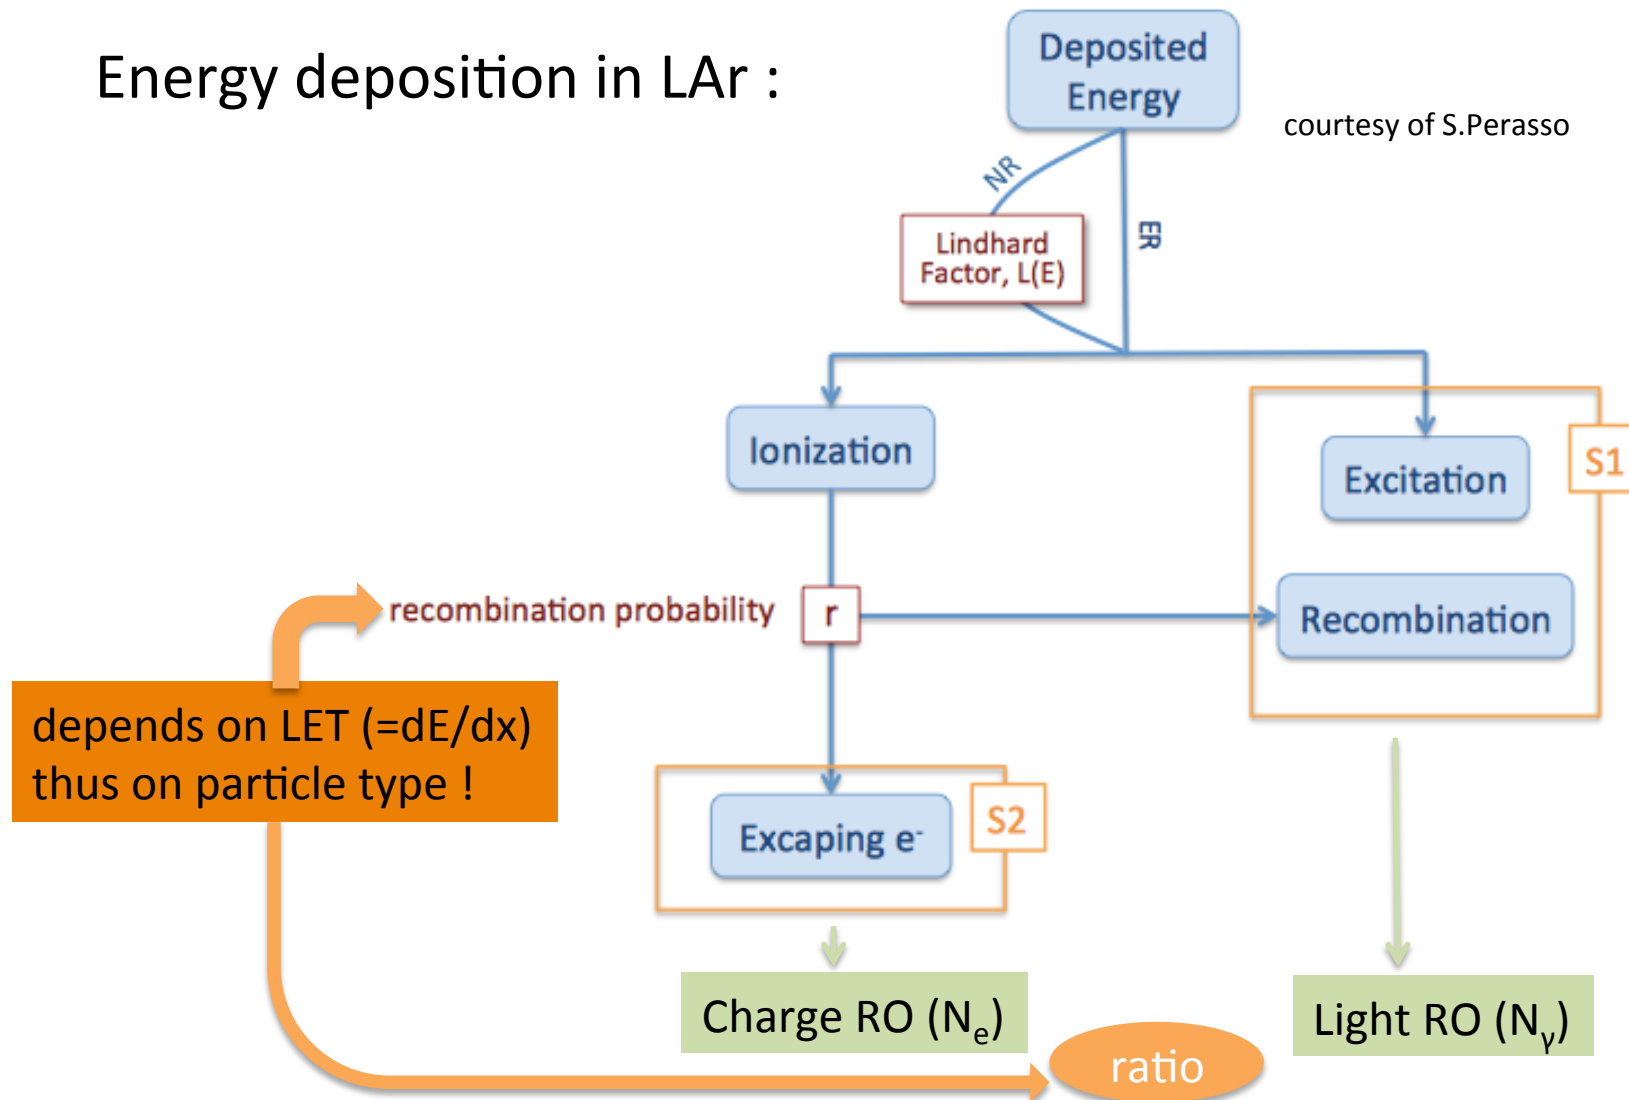 Energy deposition in LAr :
Deposited
Energy
courtesy of S.Perasso
NR
ER
Lindhard
Factor, L(E)
Ionization
Excitation
S1
recombination probability
r
Recombination
depends on LET (=dE/dx)
thus on particle type !
Excaping e-
S2
Charge RO (Ne)
Light RO (Nγ)
ratio